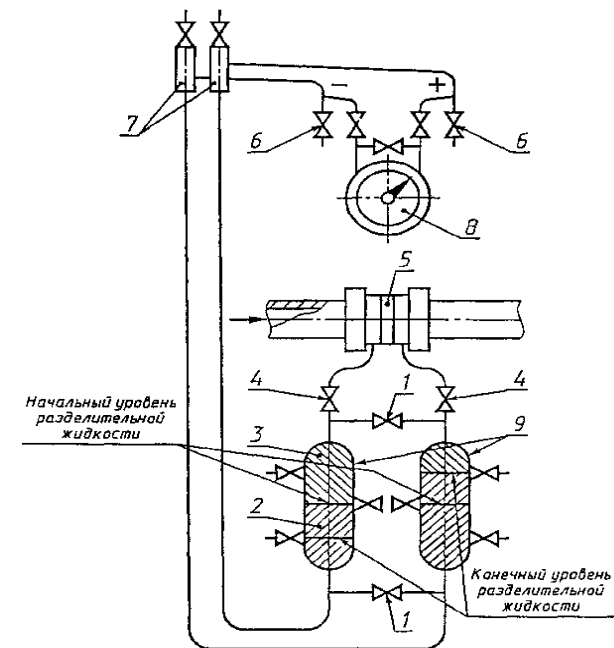 7
−
+
6
6
8
5
4
1
4
Начальный уровень
разделительной
жидкости
3
9
2
Конечный уровень
разделительной
жидкости
1